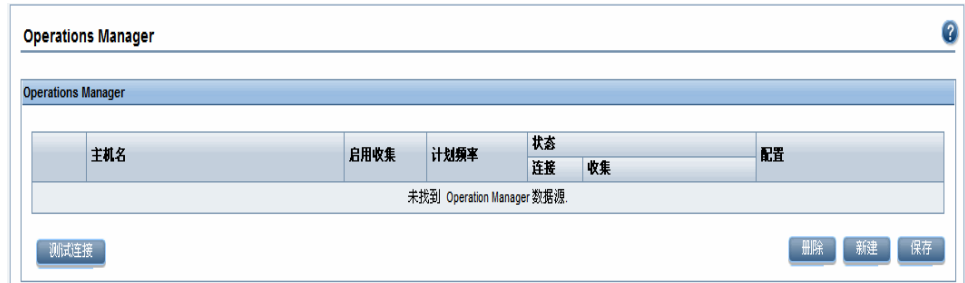 Operations Manager
?
Operations Manager
主机名 启用收集 计划频率 状态 配置
连接 收集
未找到 Operation Manager 数据源.
测试连接 删除 新建 保存